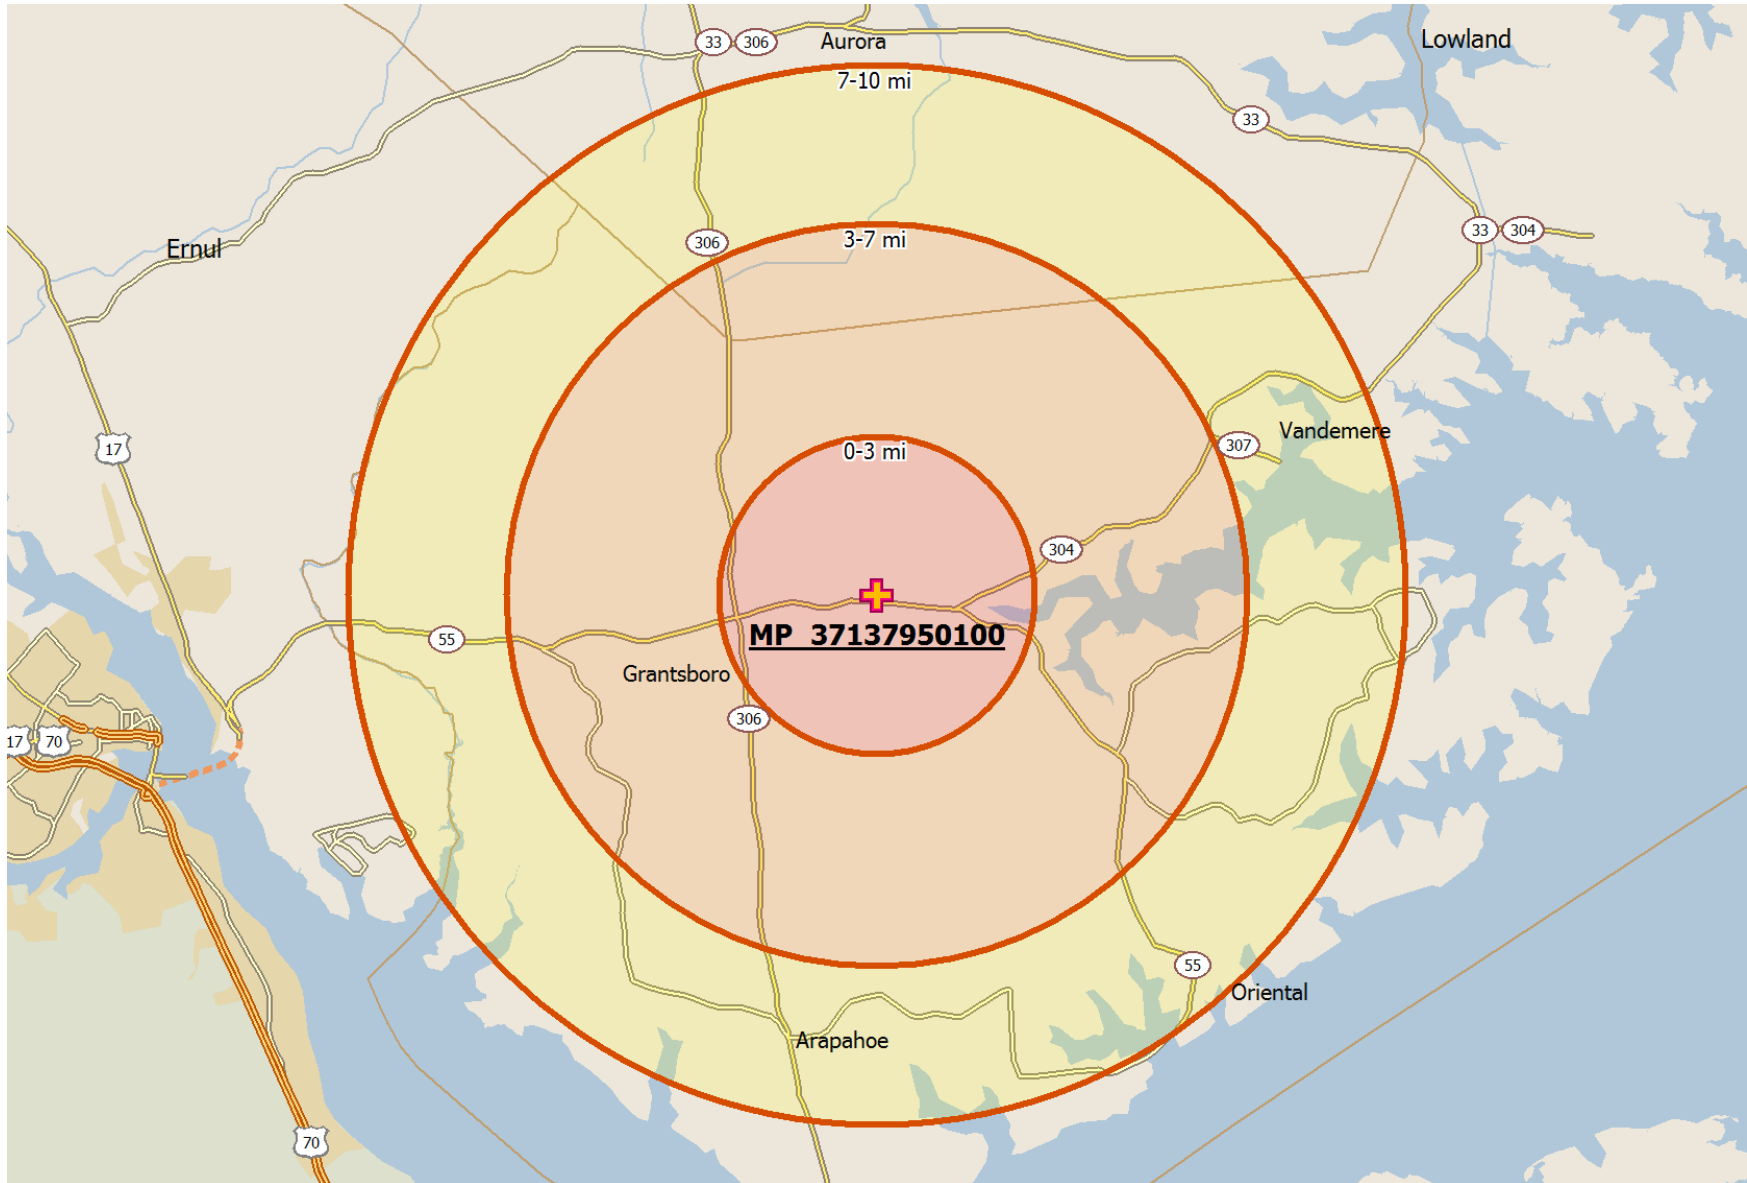 33
306
Aurora
Lowland
7-10 mi
33
Ernul
306
3-7 mi
33
304
17
0-3 mi
Vandemere
307
304
MP 37137950100
55
Grantsboro
306
17
70
55
Oriental
Arapahoe
70